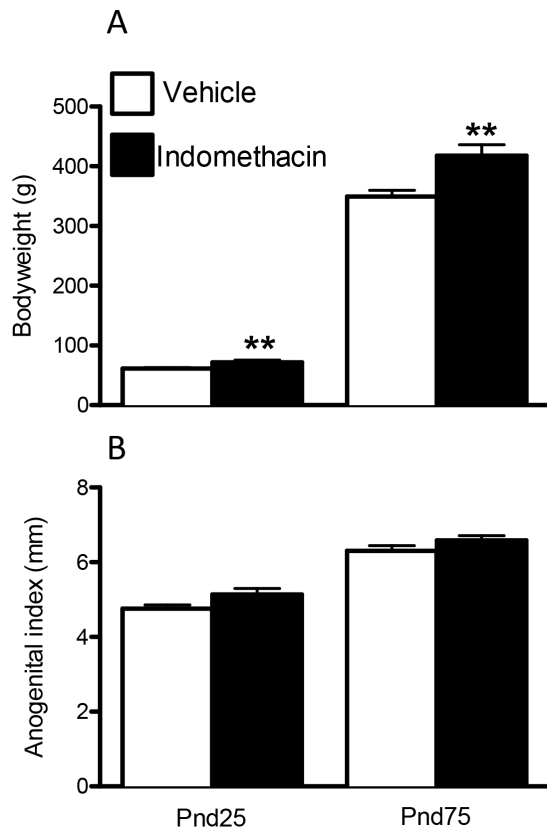 A
Vehicle
Indomethacin
Bodyweight (g)
500
400
300
200
100
0
**
**
B
Anogenital index (mm)
8
6
4
2
0
Pnd25
Pnd75